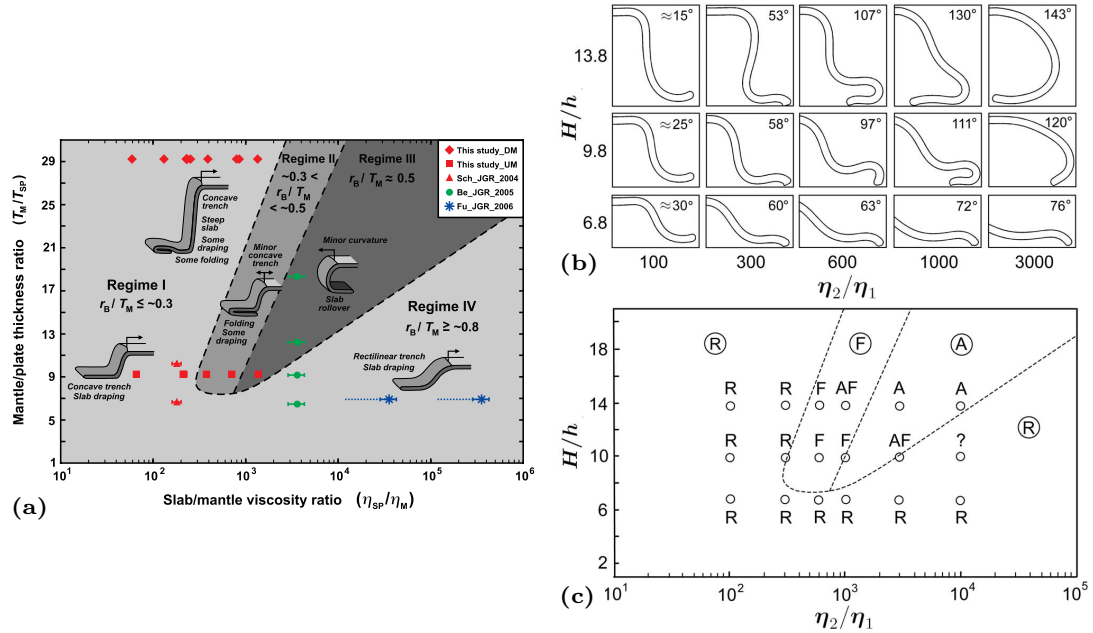 Mantle/plate thickness ratio (T_M/T_SP)
29
25
21
17
13
9
5
1
10^1
10^2
10^3
10^4
10^5
10^6
Slab/mantle viscosity ratio (η_SP/η_M)
(a)
This study_DM
This study_UM
Sch_JGR_2004
Be_JGR_2005
Fu_JGR_2006
Concave
trench
Steep
slab
Some
draping
Some folding
Regime I
r_B/ T_M ≤ ~0.3
Concave trench
Slab draping
Regime II
~0.3 <
r_B/ T_M
< ~0.5
Minor
concave
trench
Folding
Some
draping
Regime III
r_B/ T_M ≈ 0.5
Minor curvature
Slab
rollover
Regime IV
r_B/ T_M ≥ ~0.8
Rectilinear trench
Slab draping
H/h
13.8
≈15°
53°
107°
130°
143°
9.8
≈25°
58°
97°
111°
120°
6.8
≈30°
60°
63°
72°
76°
100
300
600
1000
3000
η_2/η_1
(b)
H/h
18
14
10
6
2
R
F
A
R
R R F AF A A
R R F F AF ?
R R R R R R
10^1
10^2
10^3
10^4
10^5
η_2/η_1
(c)